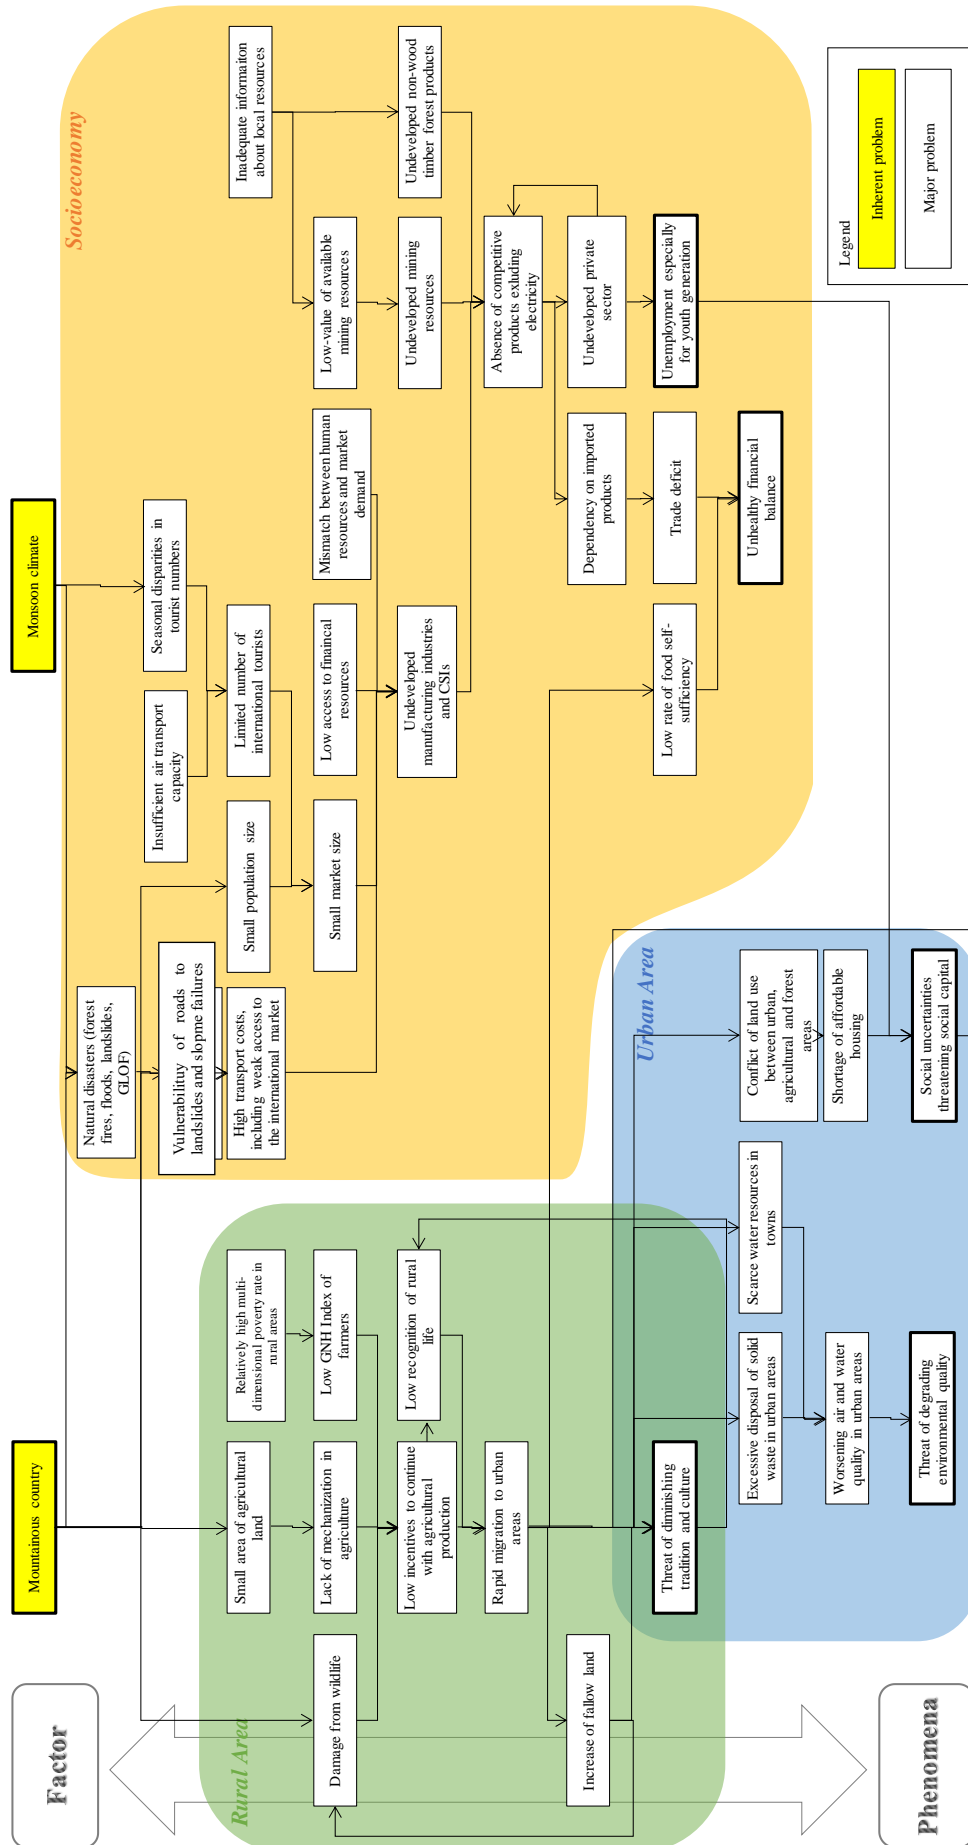 Factor
Mountainous country
Monsoon climate
Natural disasters (forest
fires, floods, landslides,
GLOF)
Insufficient air transport
capacity
Seasonal disparities in
tourist numbers
Socioeconomy
Vulnerabilituy of roads to
landslides and slopme failures
Rural Area
Small area of agricultural
land
Relatively high multi-
dimensional poverty rate in
rural areas
High transport costs,
including weak access to
the international market
Small population size
Limited number of
international tourists
Inadequate informaiton
about local resources
Damage from wildlife
Lack of mechanization in
agriculture
Low GNH Index of
farmers
Small market size
Low access to finaincal
resources
Mismatch between human
resources and market
demand
Low-value of available
mining resources
Low incentives to continue
with agricultural
production
Low recognition of rural
life
Undeveloped
manufacturing industries
and CSIs
Undeveloped mining
resources
Undeveloped non-wood
timber forest products
Rapid migration to urban
areas
Absence of competitive
products exluding
electricity
Increase of fallow land
Dependency on imported
products
Undeveloped private
sector
Threat of diminishing
tradition and culture
Urban Area
Low rate of food self-
sufficiency
Trade deficit
Unemployment especially
for youth generation
Excessive disposal of solid
waste in urban areas
Scarce water resources in
towns
Conflict of land use
between urban,
agricultural and forest
areas
Unhealthy financial
balance
Worsening air and water
quality in urban areas
Shortage of affordable
housing
Phenomena
Threat of degrading
environmental quality
Social uncertainties
threatening social capital
Legend
Inherent problem
Major problem